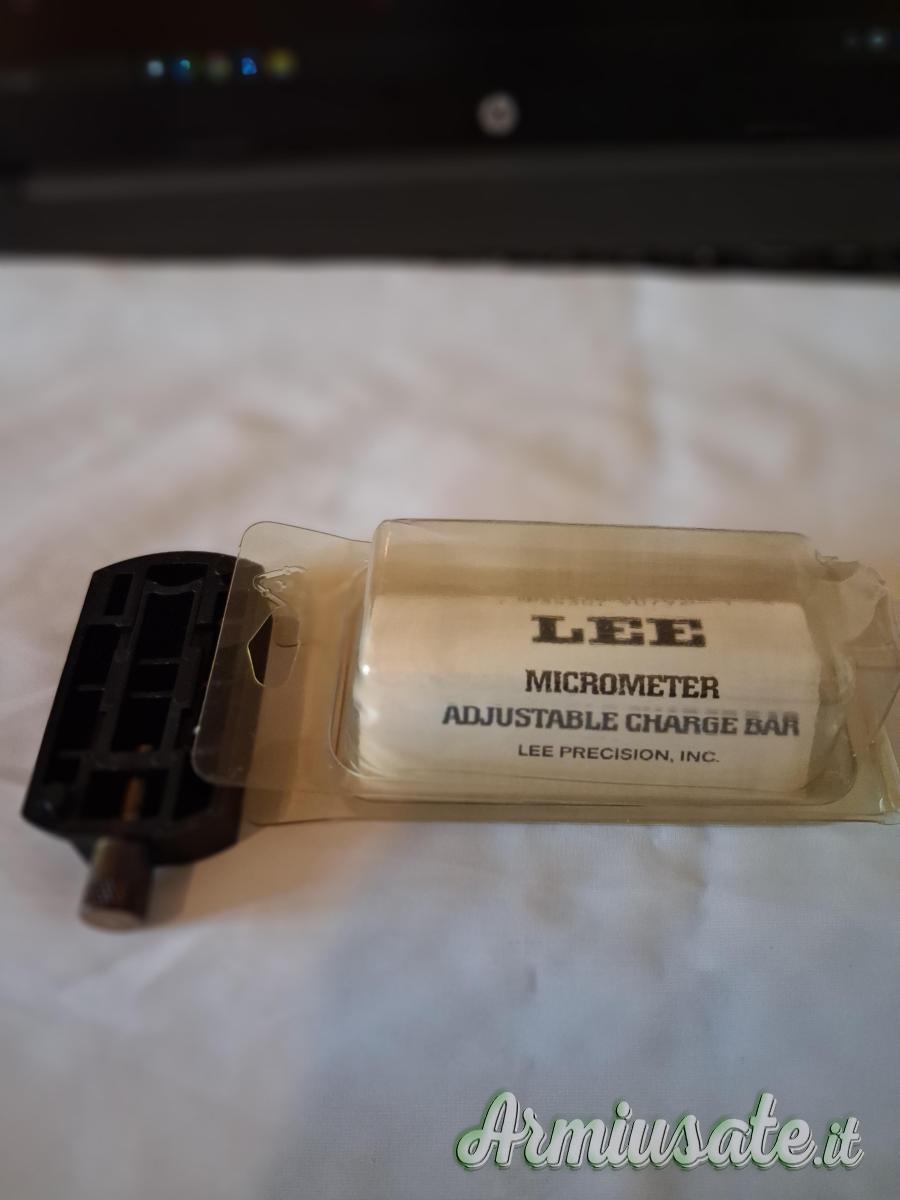 LEE
MICROMETER
ADJUSTABLE CHARGE BAR
LEE PRECISION, INC.
Armiusate.it